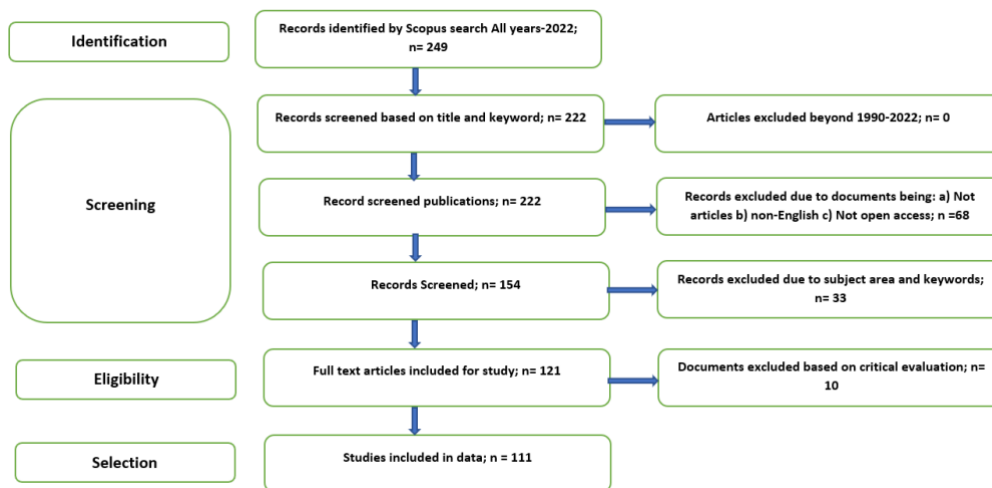 Identification
Records identified by Scopus search All years-2022;
n= 249
Screening
Records screened based on title and keyword; n= 222
Articles excluded beyond 1990-2022; n= 0
Record screened publications; n= 222
Records excluded due to documents being: a) Not
articles b) non-English c) Not open access; n =68
Records Screened; n= 154
Records excluded due to subject area and keywords;
n= 33
Eligibility
Full text articles included for study; n= 121
Documents excluded based on critical evaluation; n=
10
Selection
Studies included in data; n = 111